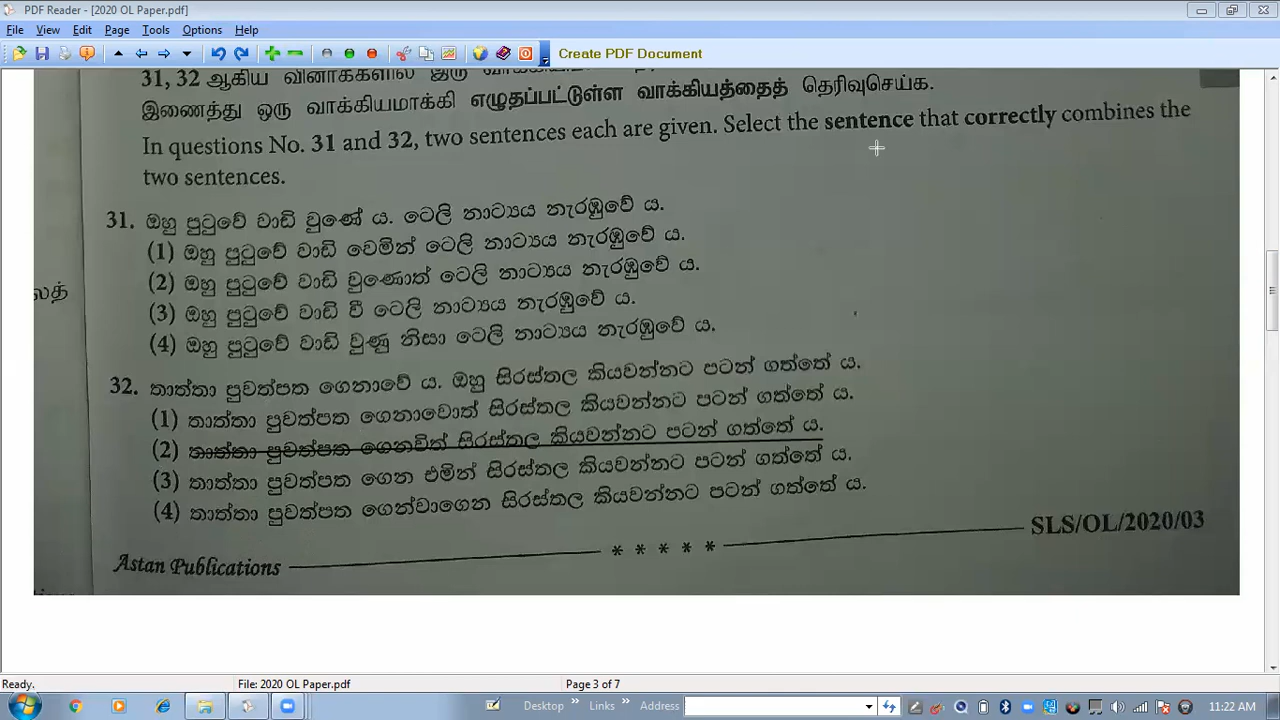 PDF Reader - [2020 OL Paper.pdf]
File View Edit Page Tools Options Help
Create PDF Document
31, 32 ஆகிய வினாக்களில் இரு
இணைத்து ஒரு வாக்கியமாக்கி எழுதப்பட்டுள்ள வாக்கியத்தைத் தெரிவுசெய்க.
In questions No. 31 and 32, two sentences each are given. Select the sentence that correctly combines the
two sentences.
31. ඔහු පුටුවේ වාඩි වුණේ ය. ටෙලි නාට්‍යය නැරඹුවේ ය.
(1) ඔහු පුටුවේ වාඩි වෙමින් ටෙලි නාට්‍යය නැරඹුවේ ය.
(2) ඔහු පුටුවේ වාඩි වුණොත් ටෙලි නාට්‍යය නැරඹුවේ ය.
(3) ඔහු පුටුවේ වාඩි වී ටෙලි නාට්‍යය නැරඹුවේ ය.
(4) ඔහු පුටුවේ වාඩි වුණු නිසා ටෙලි නාට්‍යය නැරඹුවේ ය.
லத்
32. තාත්තා පුවත්පත ගෙනාවේ ය. ඔහු සිරස්තල කියවන්නට පටන් ගත්තේ ය.
(1) තාත්තා පුවත්පත ගෙනාවොත් සිරස්තල කියවන්නට පටන් ගත්තේ ය.
(2) තාත්තා පුවත්පත ගෙනවිත් සිරස්තල කියවන්නට පටන් ගත්තේ ය.
(3) තාත්තා පුවත්පත ගෙන එමින් සිරස්තල කියවන්නට පටන් ගත්තේ ය.
(4) තාත්තා පුවත්පත ගෙන්වාගෙන සිරස්තල කියවන්නට පටන් ගත්තේ ය.
Astan Publications * * * * * SLS/OL/2020/03
Ready. File: 2020 OL Paper.pdf Page 3 of 7
Desktop » Links » Address 11:22 AM